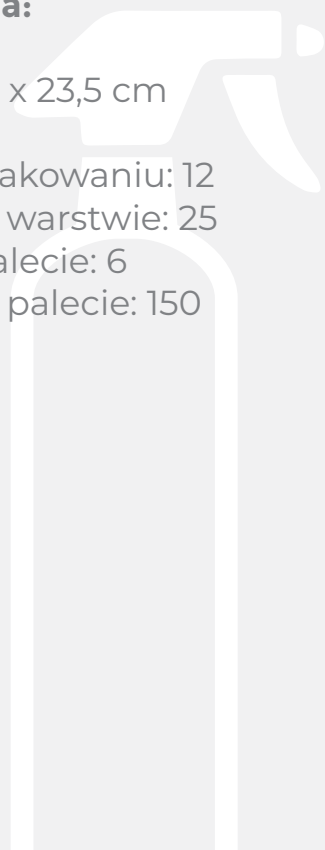 a:
x 23,5 cm
akowaniu: 12
warstwie: 25
alecie: 6
palecie: 150